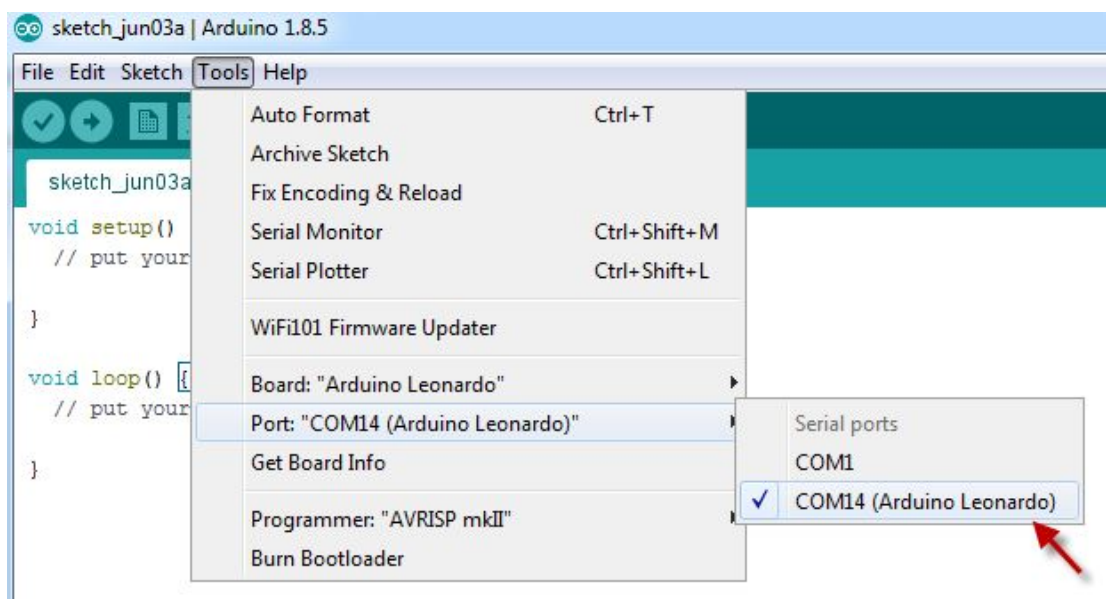 sketch_jun03a | Arduino 1.8.5
File Edit Sketch Tools Help
Auto Format Ctrl+T
Archive Sketch
sketch_jun03a
Fix Encoding & Reload
void setup()
Serial Monitor Ctrl+Shift+M
// put your
Serial Plotter Ctrl+Shift+L
}
WiFi101 Firmware Updater
void loop() {
Board: "Arduino Leonardo"
// put your
Port: "COM14 (Arduino Leonardo)"
Serial ports
}
Get Board Info
COM1
COM14 (Arduino Leonardo)
Programmer: "AVRISP mkII"
Burn Bootloader